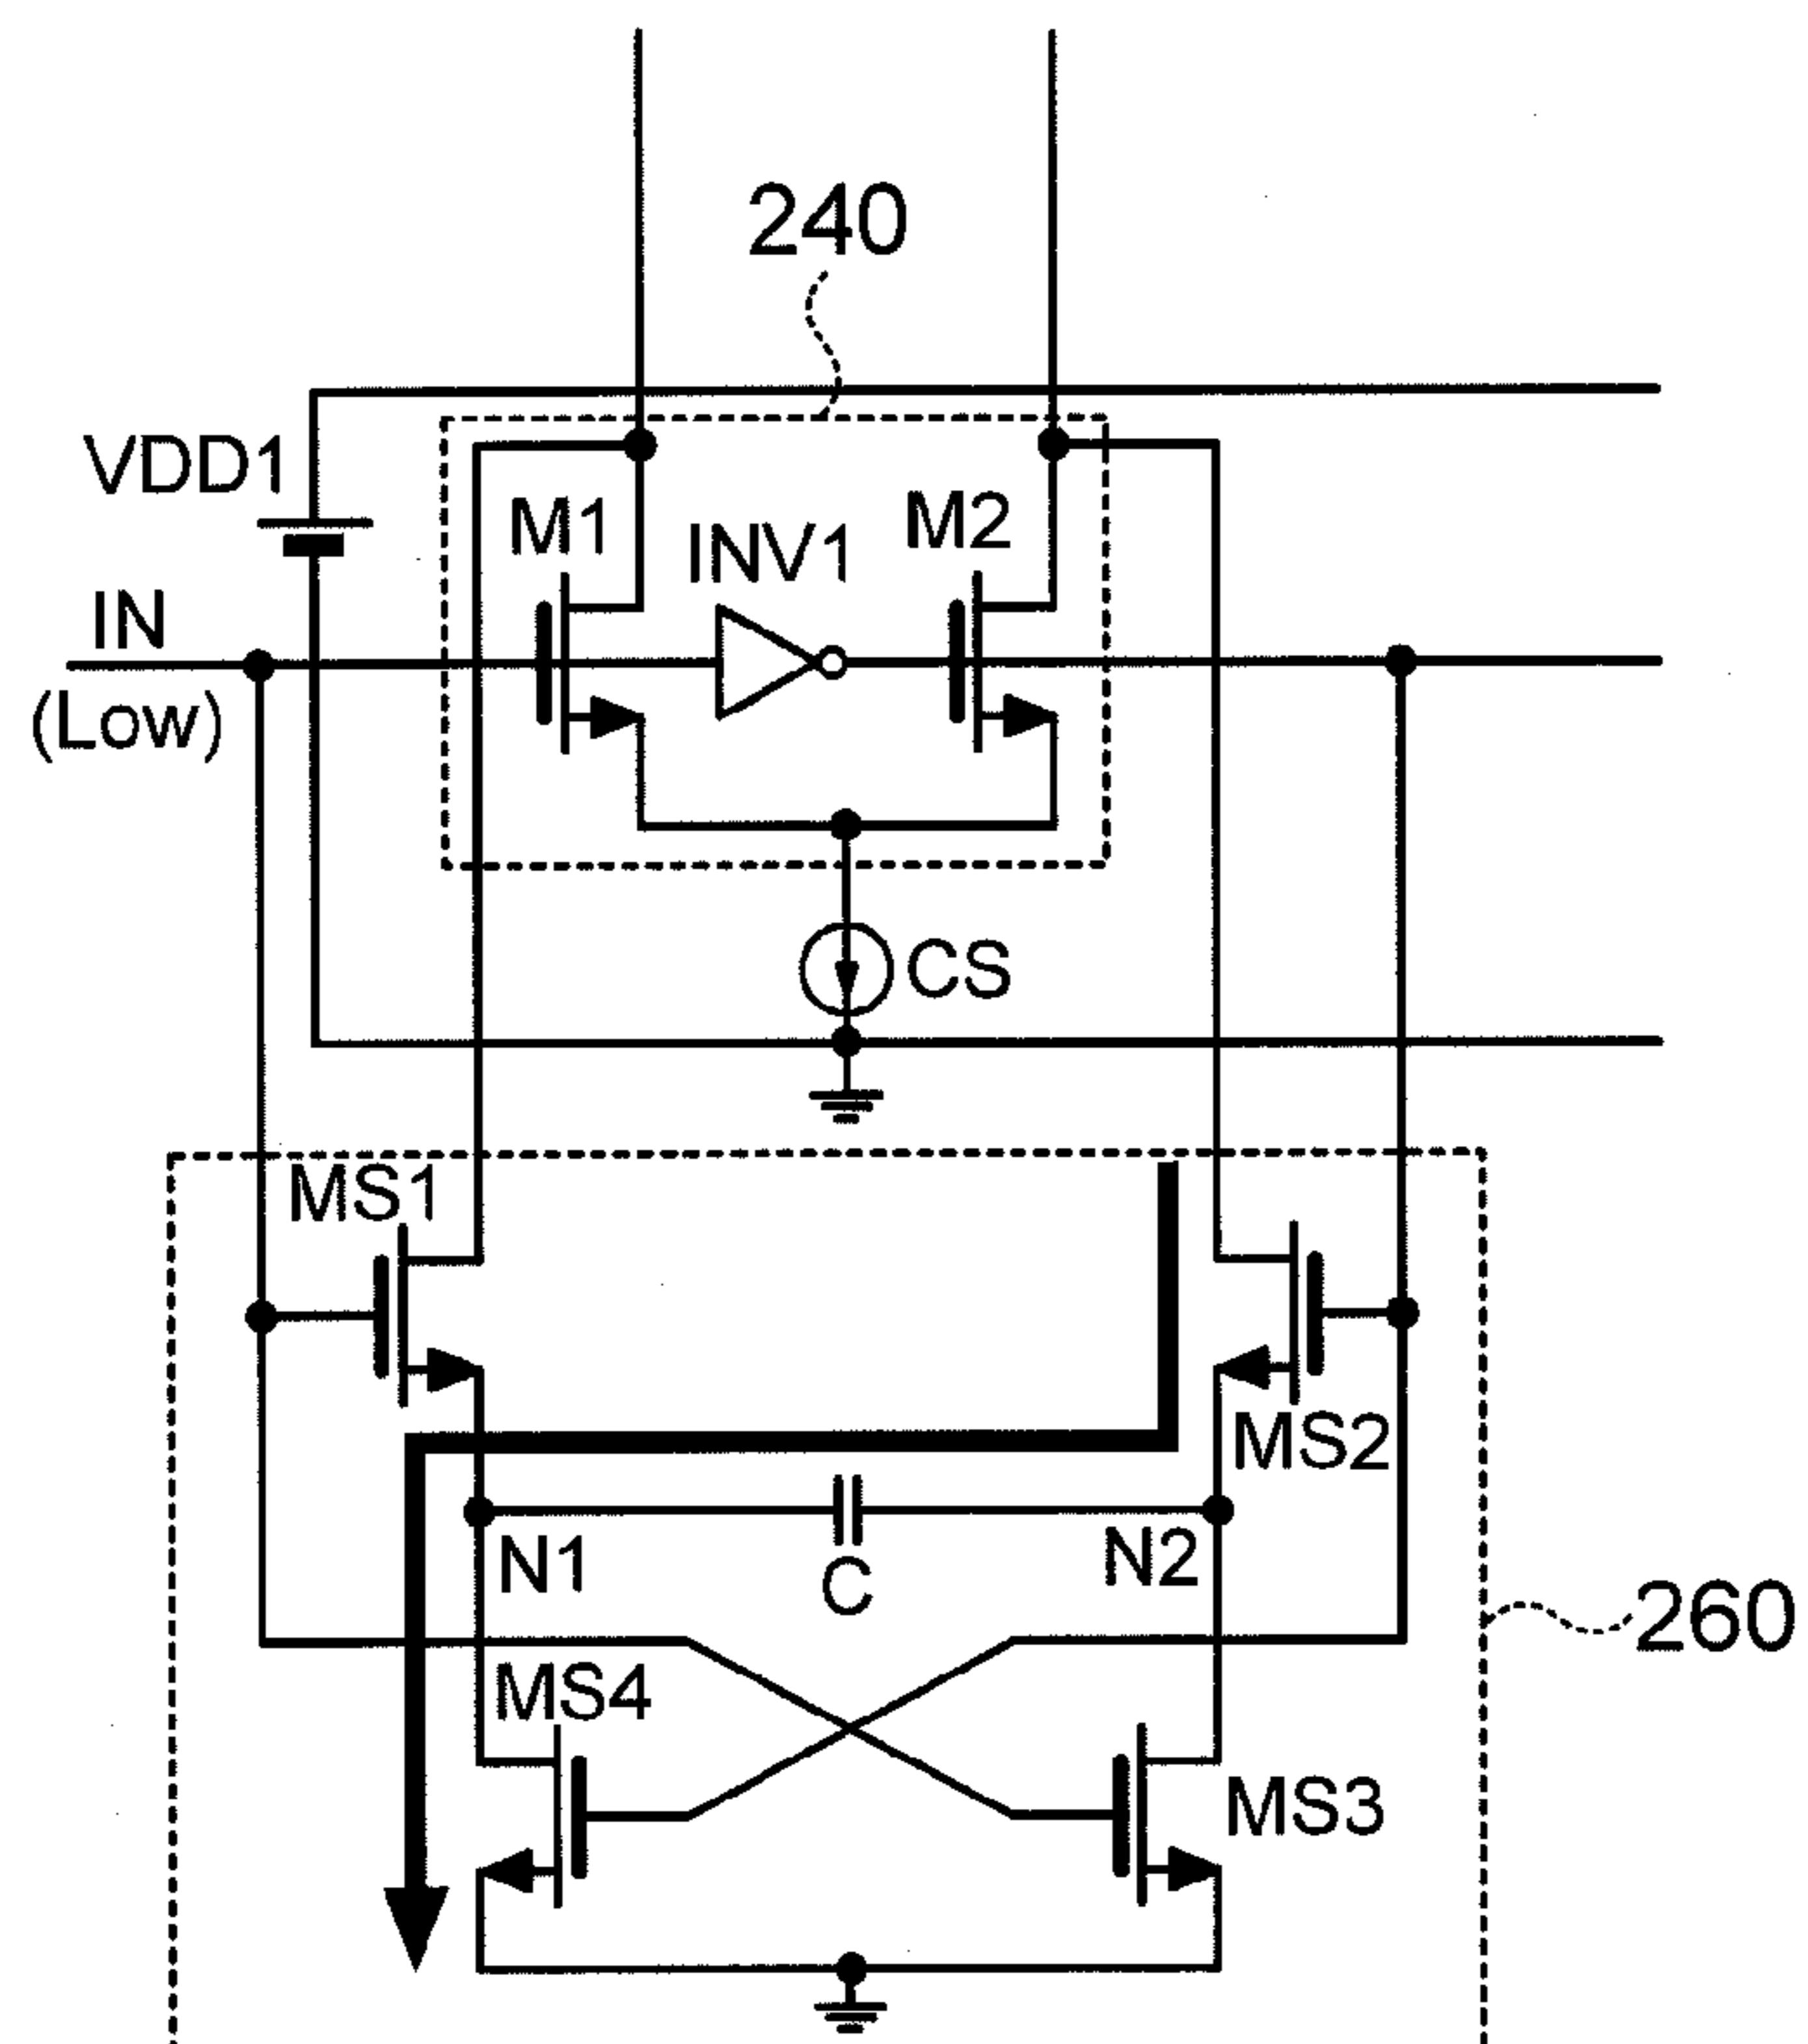 240
VDD1
M1
INV1
M2
IN
(Low)
CS
MS1
MS2
N1
C
N2
260
MS4
MS3